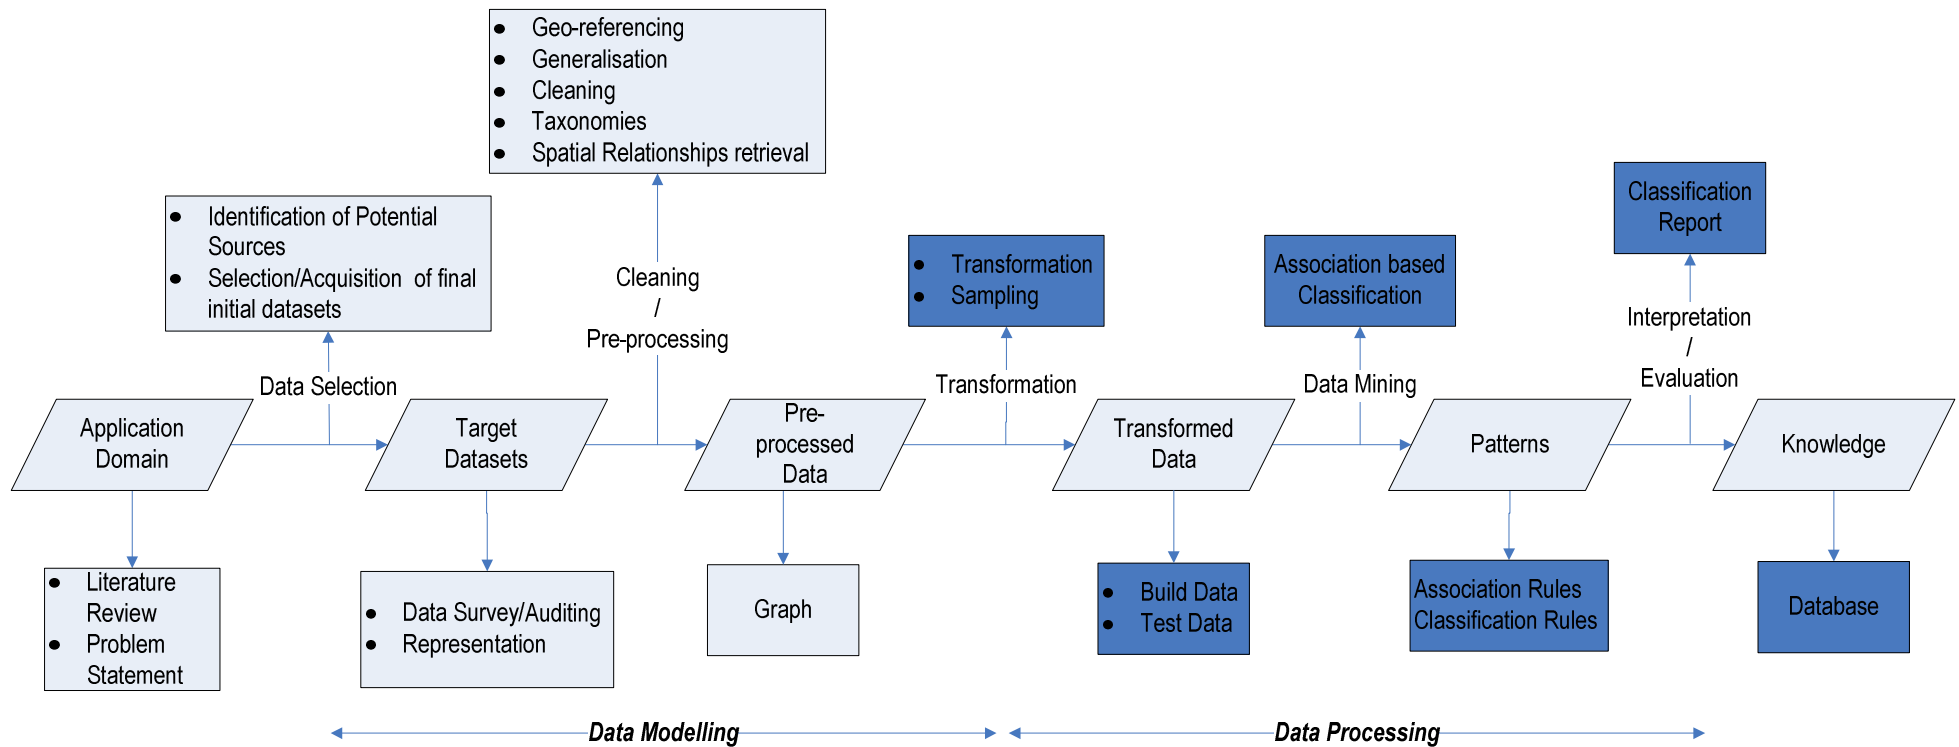 ● Geo-referencing
● Generalisation
● Cleaning
● Taxonomies
● Spatial Relationships retrieval
● Identification of Potential
Sources
● Selection/Acquisition of final
initial datasets
● Transformation
● Sampling
Association based
Classification
Classification
Report
Data Selection
Cleaning
/
Pre-processing
Transformation
Data Mining
Interpretation
/
Evaluation
Application
Domain
Target
Datasets
Pre-
processed
Data
Transformed
Data
Patterns
Knowledge
● Literature
Review
● Problem
Statement
● Data Survey/Auditing
● Representation
Graph
● Build Data
● Test Data
Association Rules
Classification Rules
Database
Data Modelling
Data Processing